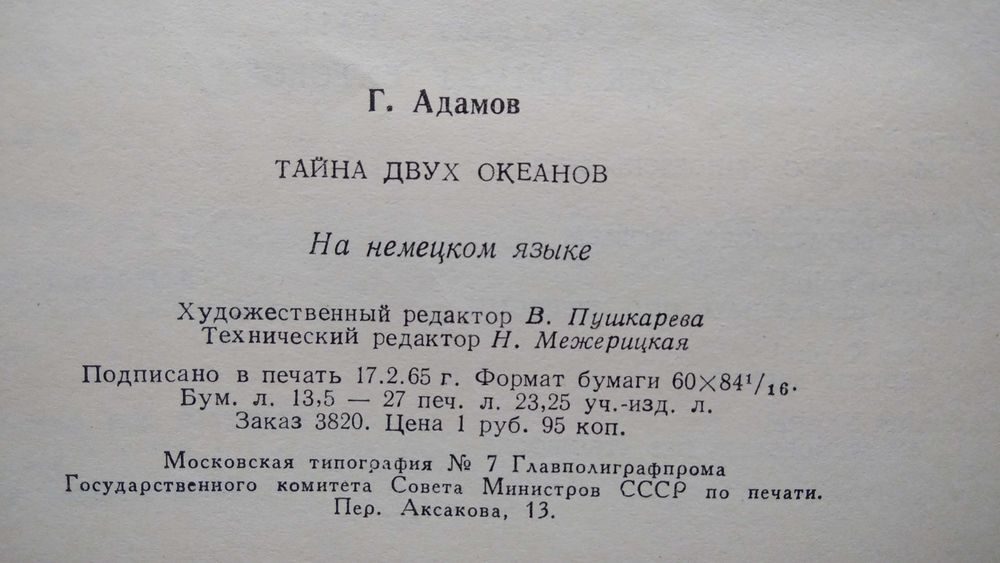 Г. Адамов
ТАЙНА ДВУХ ОКЕАНОВ
На немецком языке
Художественный редактор В. Пушкарева
Технический редактор Н. Межерицкая
Подписано в печать 17.2.65 г. Формат бумаги 60×84¹/₁₆.
Бум. л. 13,5 — 27 печ. л. 23,25 уч.-изд. л.
Заказ 3820. Цена 1 руб. 95 коп.
Московская типография № 7 Главполиграфпрома
Государственного комитета Совета Министров СССР по печати.
Пер. Аксакова, 13.